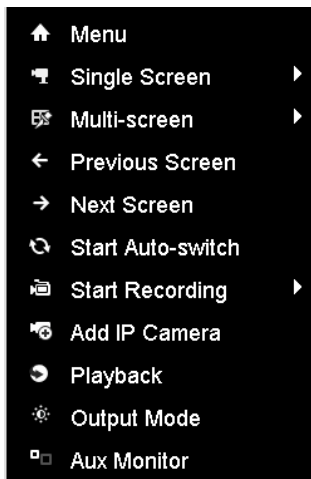 Menu
Single Screen
Multi-screen
Previous Screen
Next Screen
Start Auto-switch
Start Recording
Add IP Camera
Playback
Output Mode
Aux Monitor